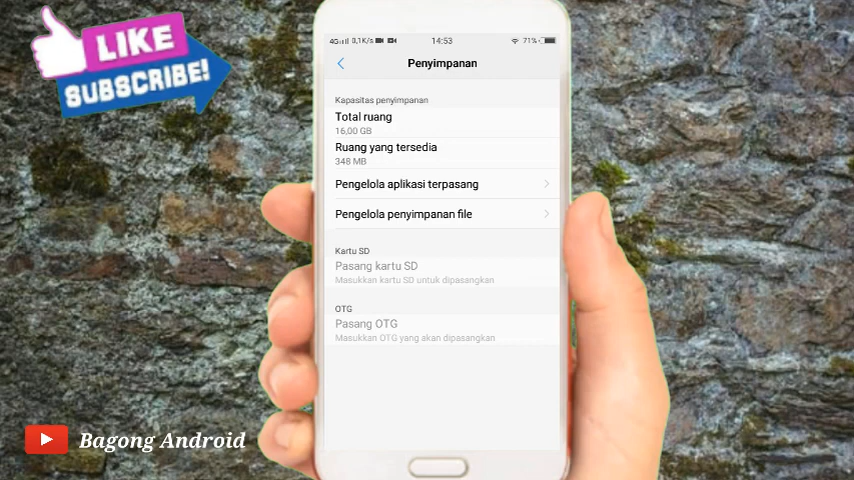 LIKE
SUBSCRIBE!
4G 0,1K/s 14:53 71%
Penyimpanan
Kapasitas penyimpanan
Total ruang
16,00 GB
Ruang yang tersedia
348 MB
Pengelola aplikasi terpasang
Pengelola penyimpanan file
Kartu SD
Pasang kartu SD
Masukkan kartu SD untuk dipasangkan
OTG
Pasang OTG
Masukkan OTG yang akan dipasangkan
Bagong Android